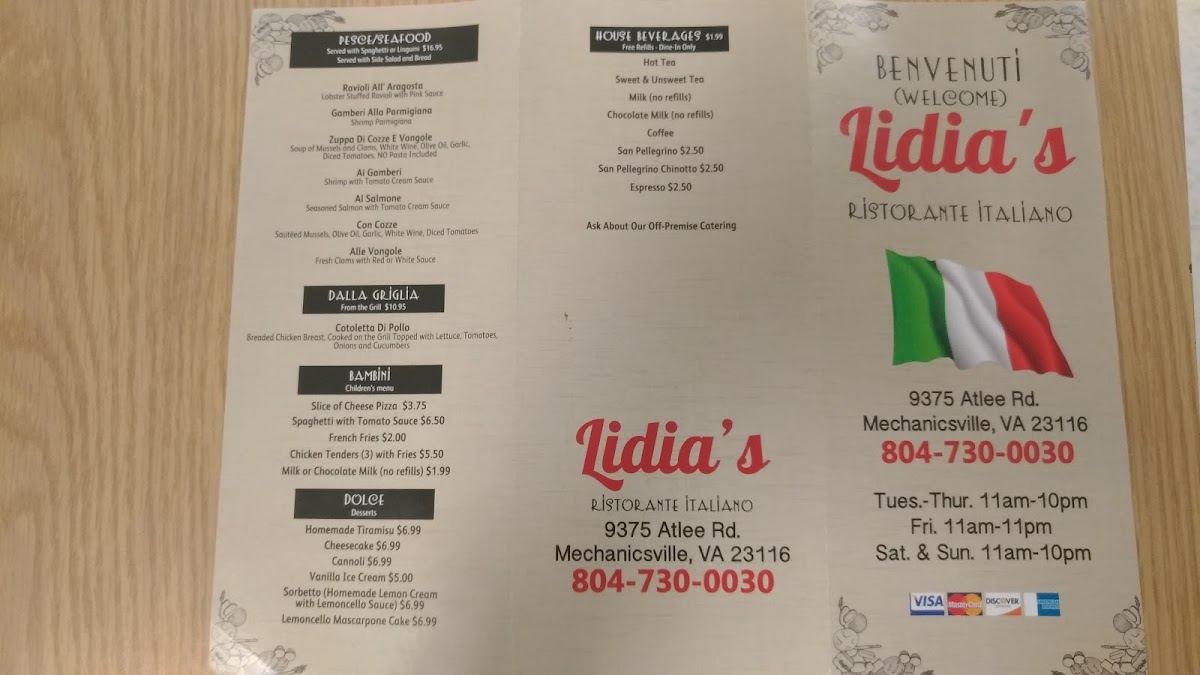 PESCE/SEAFOOD
Served with Spaghetti or Linguini $16.95
Served with Side Salad and Bread
Ravioli All' Aragosta
Lobster Stuffed Ravioli with Pink Sauce
Gamberi Alla Parmigiana
Shrimp Parmigiana
Zuppa Di Cozze E Vongole
Soup of Mussels and Clams, White Wine, Olive Oil, Garlic,
Diced Tomatoes, NO Pasta Included
Ai Gamberi
Shrimp with Tomato Cream Sauce
Al Salmone
Seasoned Salmon with Tomato Cream Sauce
Con Cozze
Sautéed Mussels, Olive Oil, Garlic, White Wine, Diced Tomatoes
Alle Vongole
Fresh Clams with Red or White Sauce
DALLA GRIGLIA
From the Grill $10.95
Cotoletta Di Pollo
Breaded Chicken Breast, Cooked on the Grill Topped with Lettuce, Tomatoes,
Onions and Cucumbers
BAMBINI
Children's menu
Slice of Cheese Pizza $3.75
Spaghetti with Tomato Sauce $6.50
French Fries $2.00
Chicken Tenders (3) with Fries $5.50
Milk or Chocolate Milk (no refills) $1.99
DOLCE
Desserts
Homemade Tiramisu $6.99
Cheesecake $6.99
Cannoli $6.99
Vanilla Ice Cream $5.00
Sorbetto (Homemade Lemon Cream
with Lemoncello Sauce) $6.99
Lemoncello Mascarpone Cake $6.99
HOUSE BEVERAGES $1.99
Free Refills - Dine-In Only
Hot Tea
Sweet & Unsweet Tea
Milk (no refills)
Chocolate Milk (no refills)
Coffee
San Pellegrino $2.50
San Pellegrino Chinotto $2.50
Espresso $2.50
Ask About Our Off-Premise Catering
Lidia's
RISTORANTE ITALIANO
9375 Atlee Rd.
Mechanicsville, VA 23116
804-730-0030
BENVENUTI
(WELCOME)
Lidia's
RISTORANTE ITALIANO
9375 Atlee Rd.
Mechanicsville, VA 23116
804-730-0030
Tues.-Thur. 11am-10pm
Fri. 11am-11pm
Sat. & Sun. 11am-10pm
VISA MasterCard DISCOVER